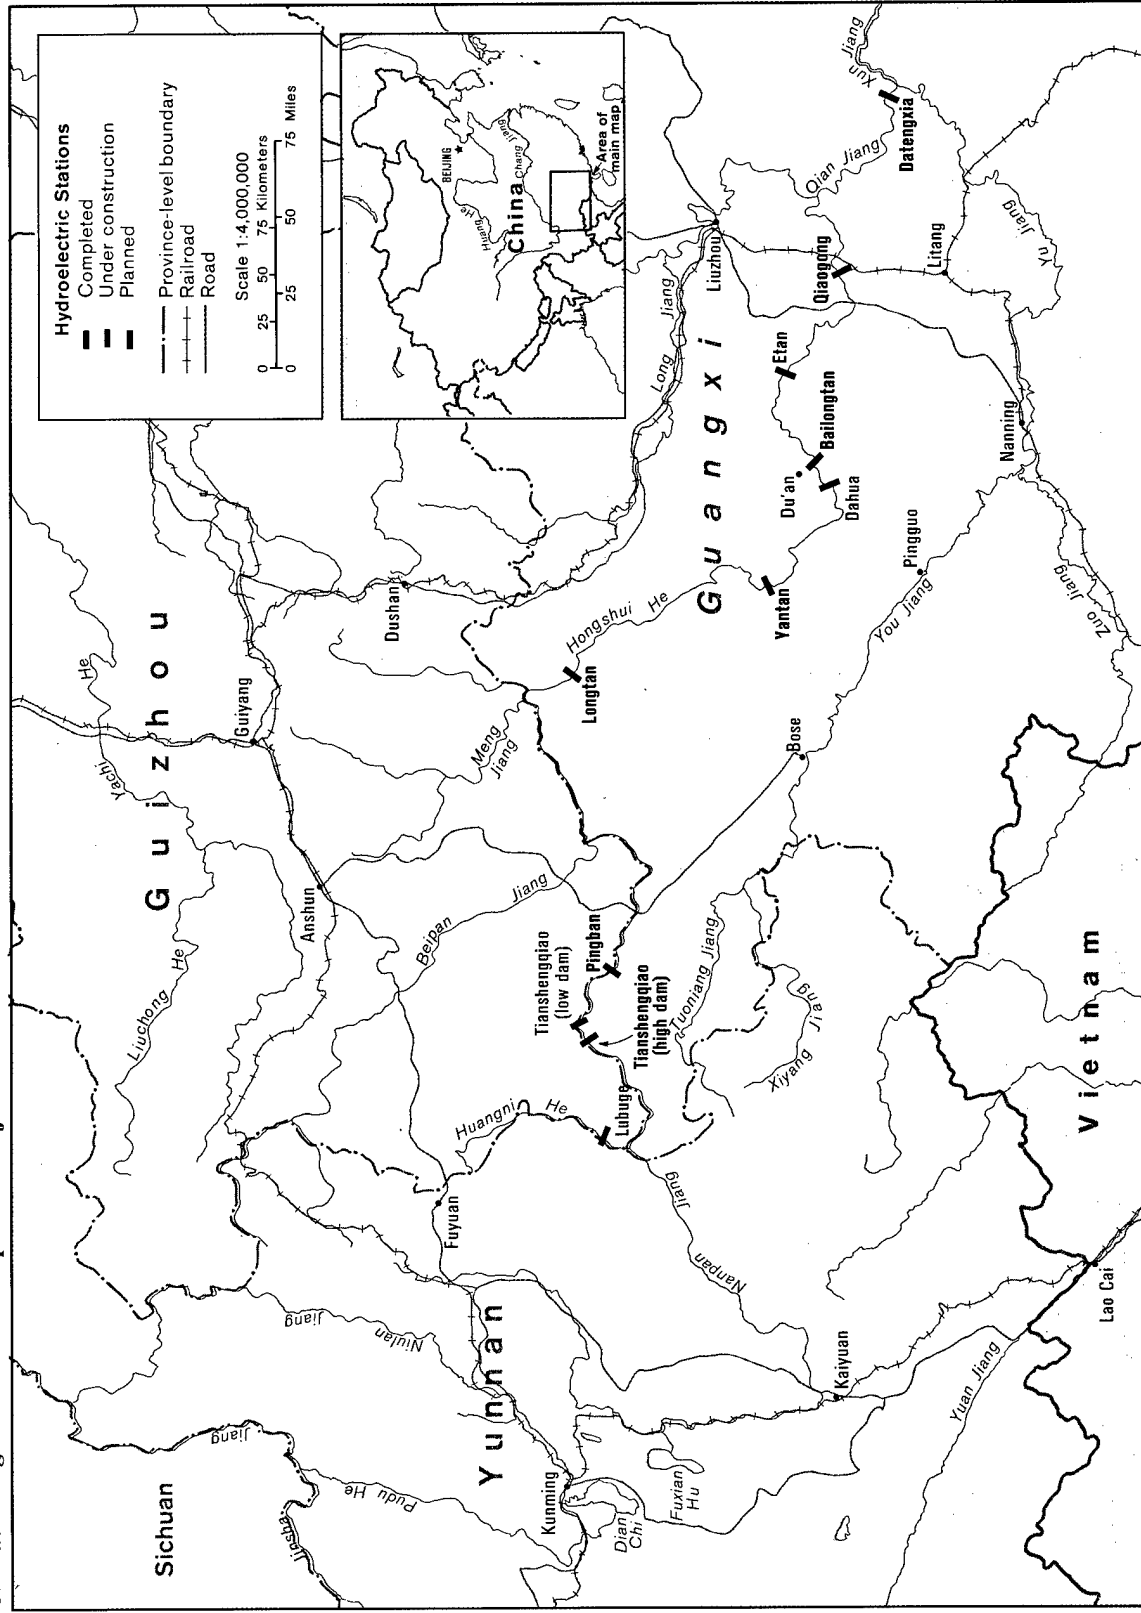 Hydroelectric Stations
Completed
Under construction
Planned
Province-level boundary
Railroad
Road
Scale 1:4,000,000
0 25 50 75 Kilometers
0 25 50 75 Miles
BEIJING
Huang He
China
Chang Jiang
Area of
main map
Sichuan
Jinsha
Jiang
Pudu He
Niulan
Jiang
Yunnan
Kunming
Dian
Chi
Fuxian
Hu
Kaiyuan
Yuan Jiang
Lao Cai
Vietnam
Fuyuan
Huangni
He
Nanpan
Jiang
Lubuge
Tianshengqiao
(low dam)
Tianshengqiao
(high dam)
Pingban
Tuoniang Jiang
Xiyang Jiang
Liuchong
He
Guizhou
Yachi
He
Guiyang
Anshun
Beipan
Jiang
Meng
Jiang
Dushan
Longtan
Hongshui
He
Bose
You Jiang
Pingguo
Zuo Jiang
Nanning
Guangxi
Yantan
Dahua
Du'an
Bailongtan
Etan
Long
Jiang
Liuzhou
Qiaogong
Litang
Yu
Jiang
Qian Jiang
Datengxia
Xun
Jiang